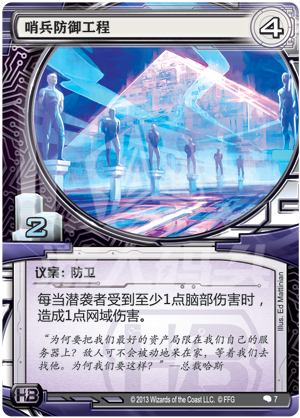 哨兵防御工程
4
2
议案：防卫
每当潜袭者受到至少1点脑部伤害时，
造成1点网域伤害。
“为何要把我们最好的资产局限在我们自己的服
务器上？敌人可不会被动地呆在家，等着我们去
找他。为何我们要这样？”—总裁哈斯
Illus. Ed Mattinian
HB
© 2013 Wizards of the Coast LLC. © FFG
7